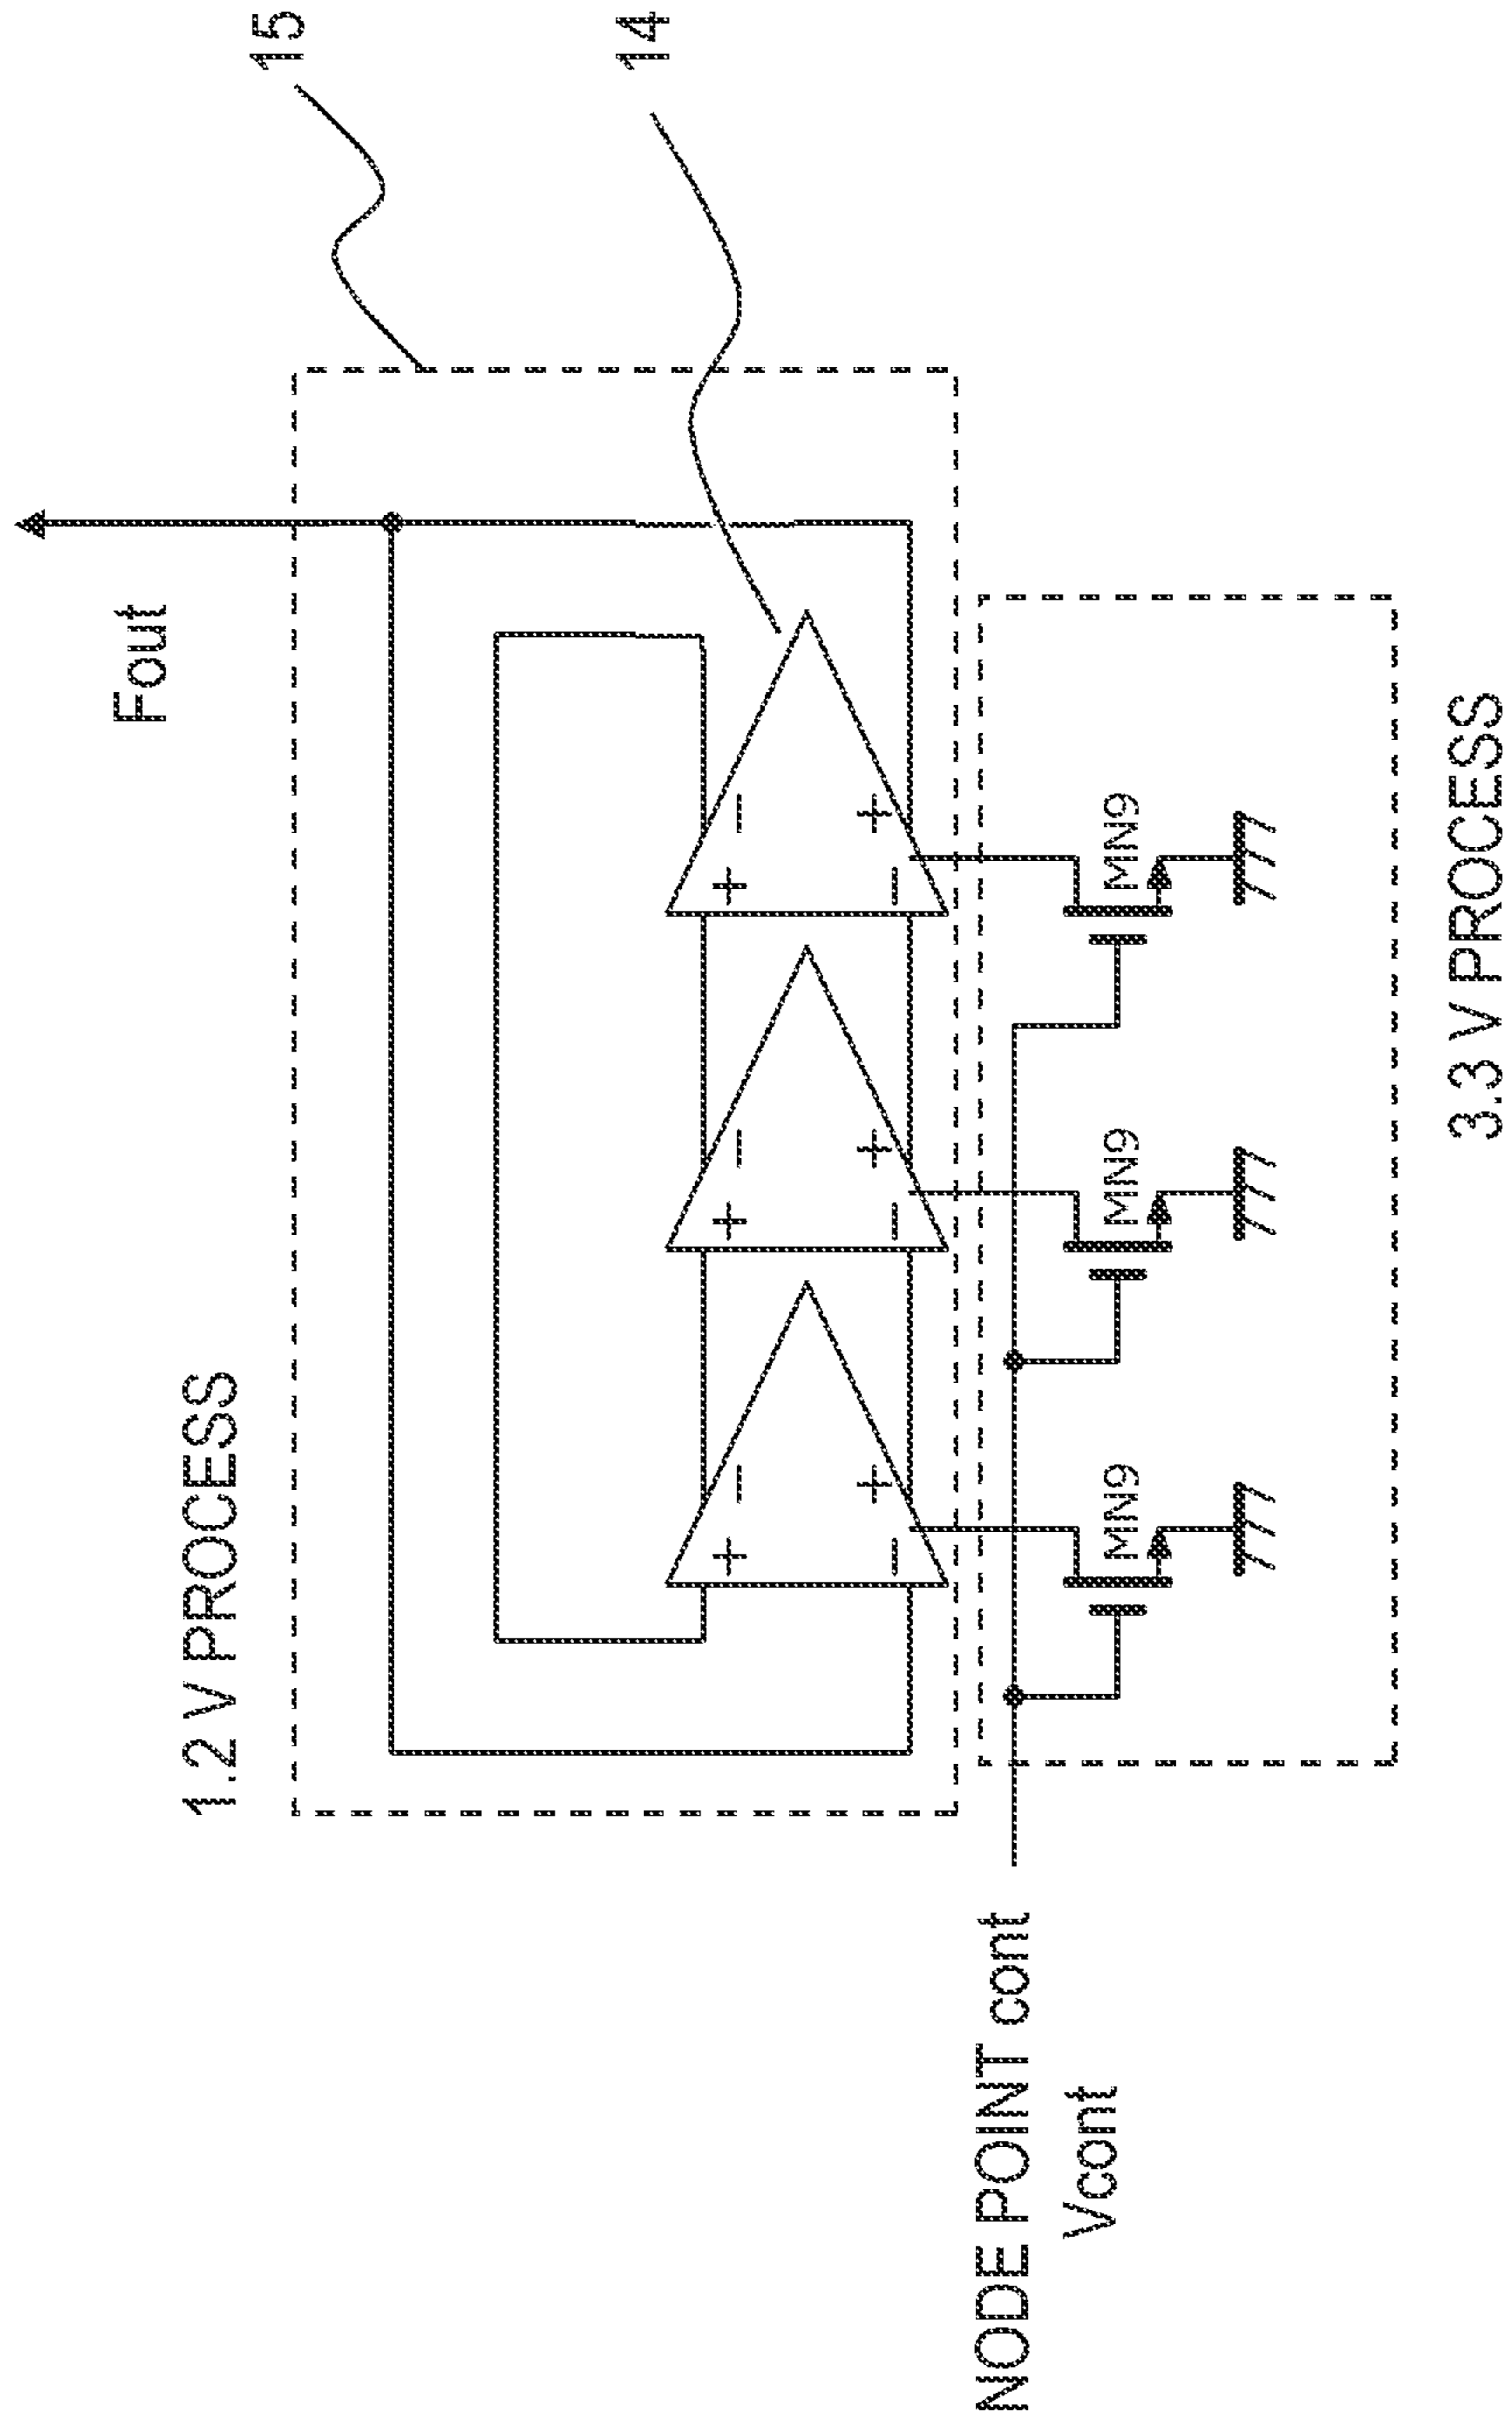 15
14
Fout
1.2 V PROCESS
+ − + − + −
− + − + − +
MN9 MN9 MN9
NODE POINT cont
Vcont
3.3 V PROCESS